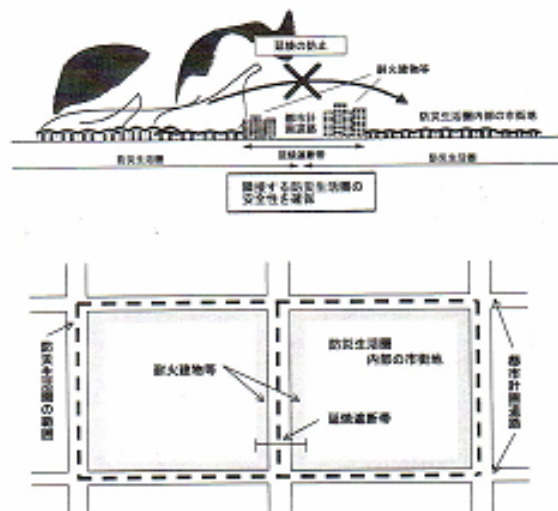 延焼の防止
耐火建物等
都市計
画道路
防災生活圏内部の市街地
延焼遮断帯
防災生活圏
防災生活圏
隣接する防災生活圏の
安全性を確保
防災生活圏の範囲
耐火建物等
防災生活圏
内部の市街地
延焼遮断帯
都市計画道路